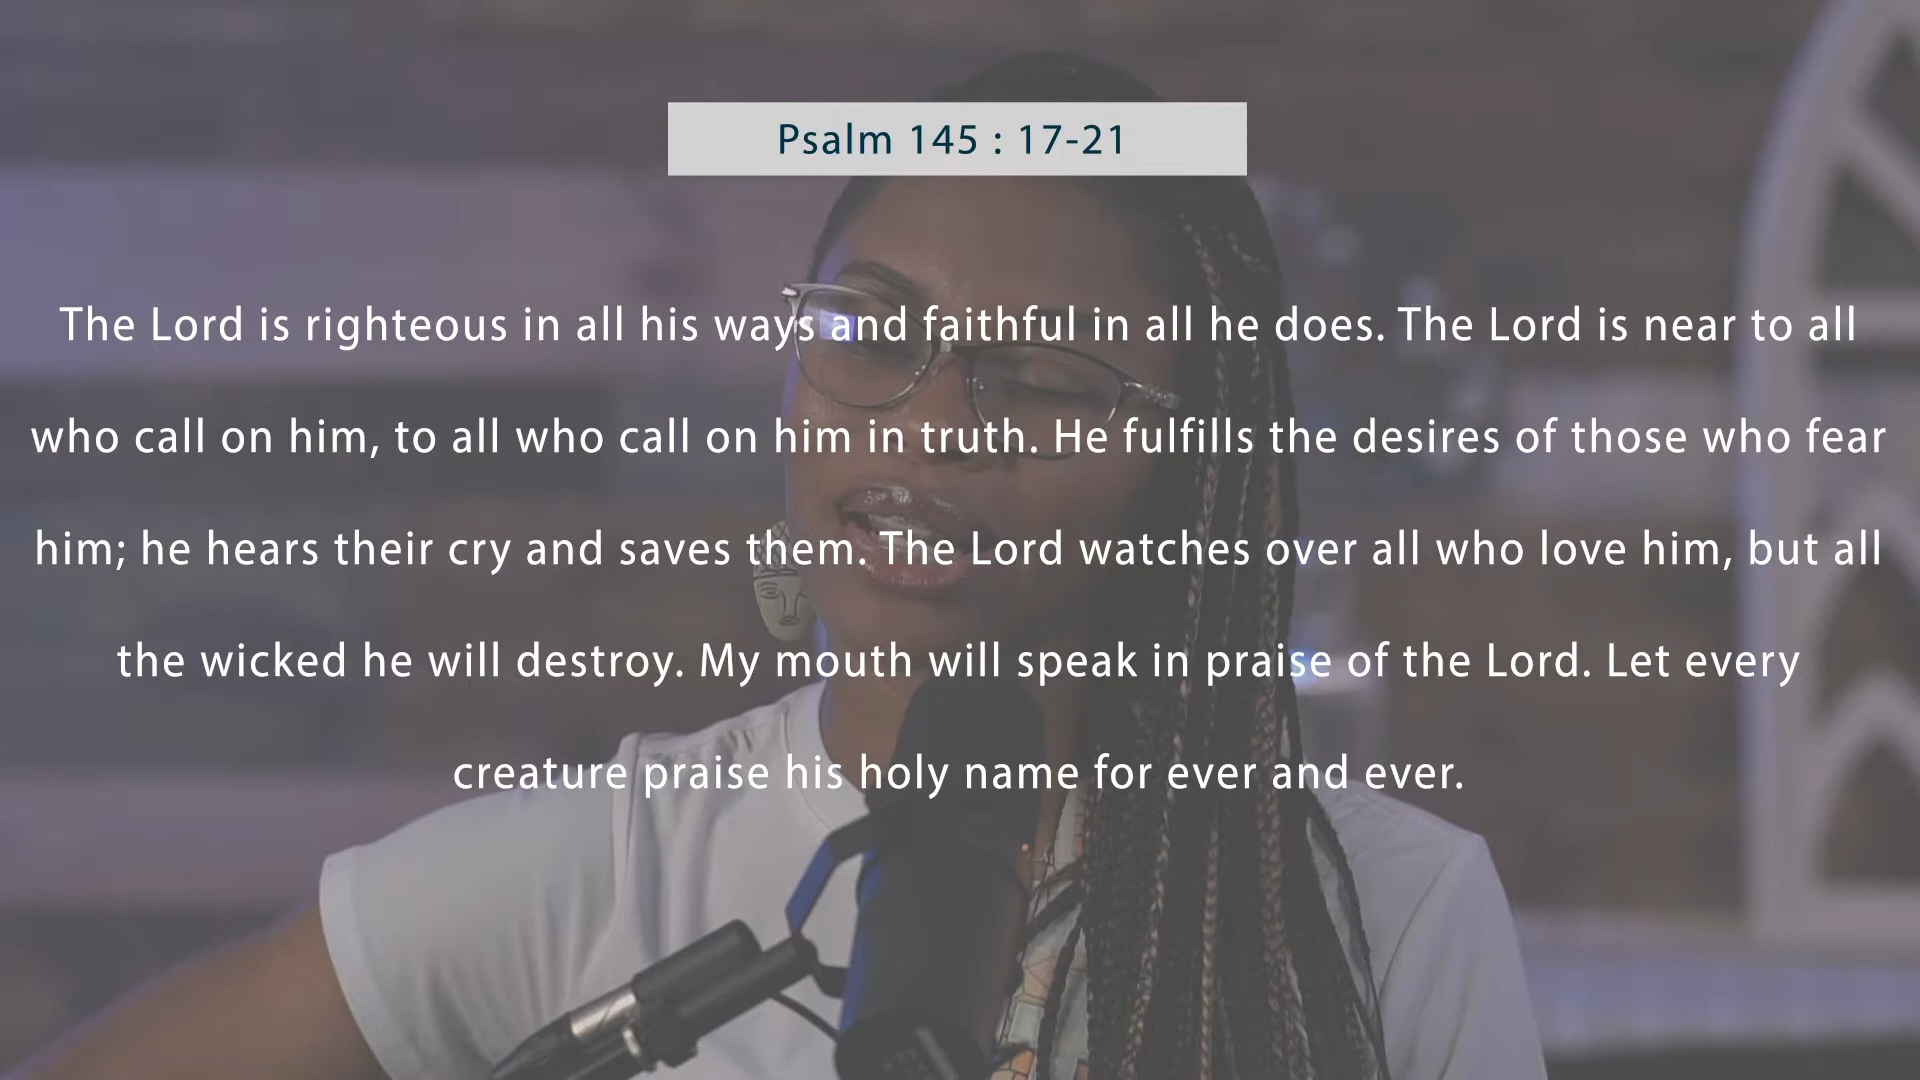 Psalm 145 : 17-21
The Lord is righteous in all his ways and faithful in all he does. The Lord is near to all
who call on him, to all who call on him in truth. He fulfills the desires of those who fear
him; he hears their cry and saves them. The Lord watches over all who love him, but all
the wicked he will destroy. My mouth will speak in praise of the Lord. Let every
creature praise his holy name for ever and ever.